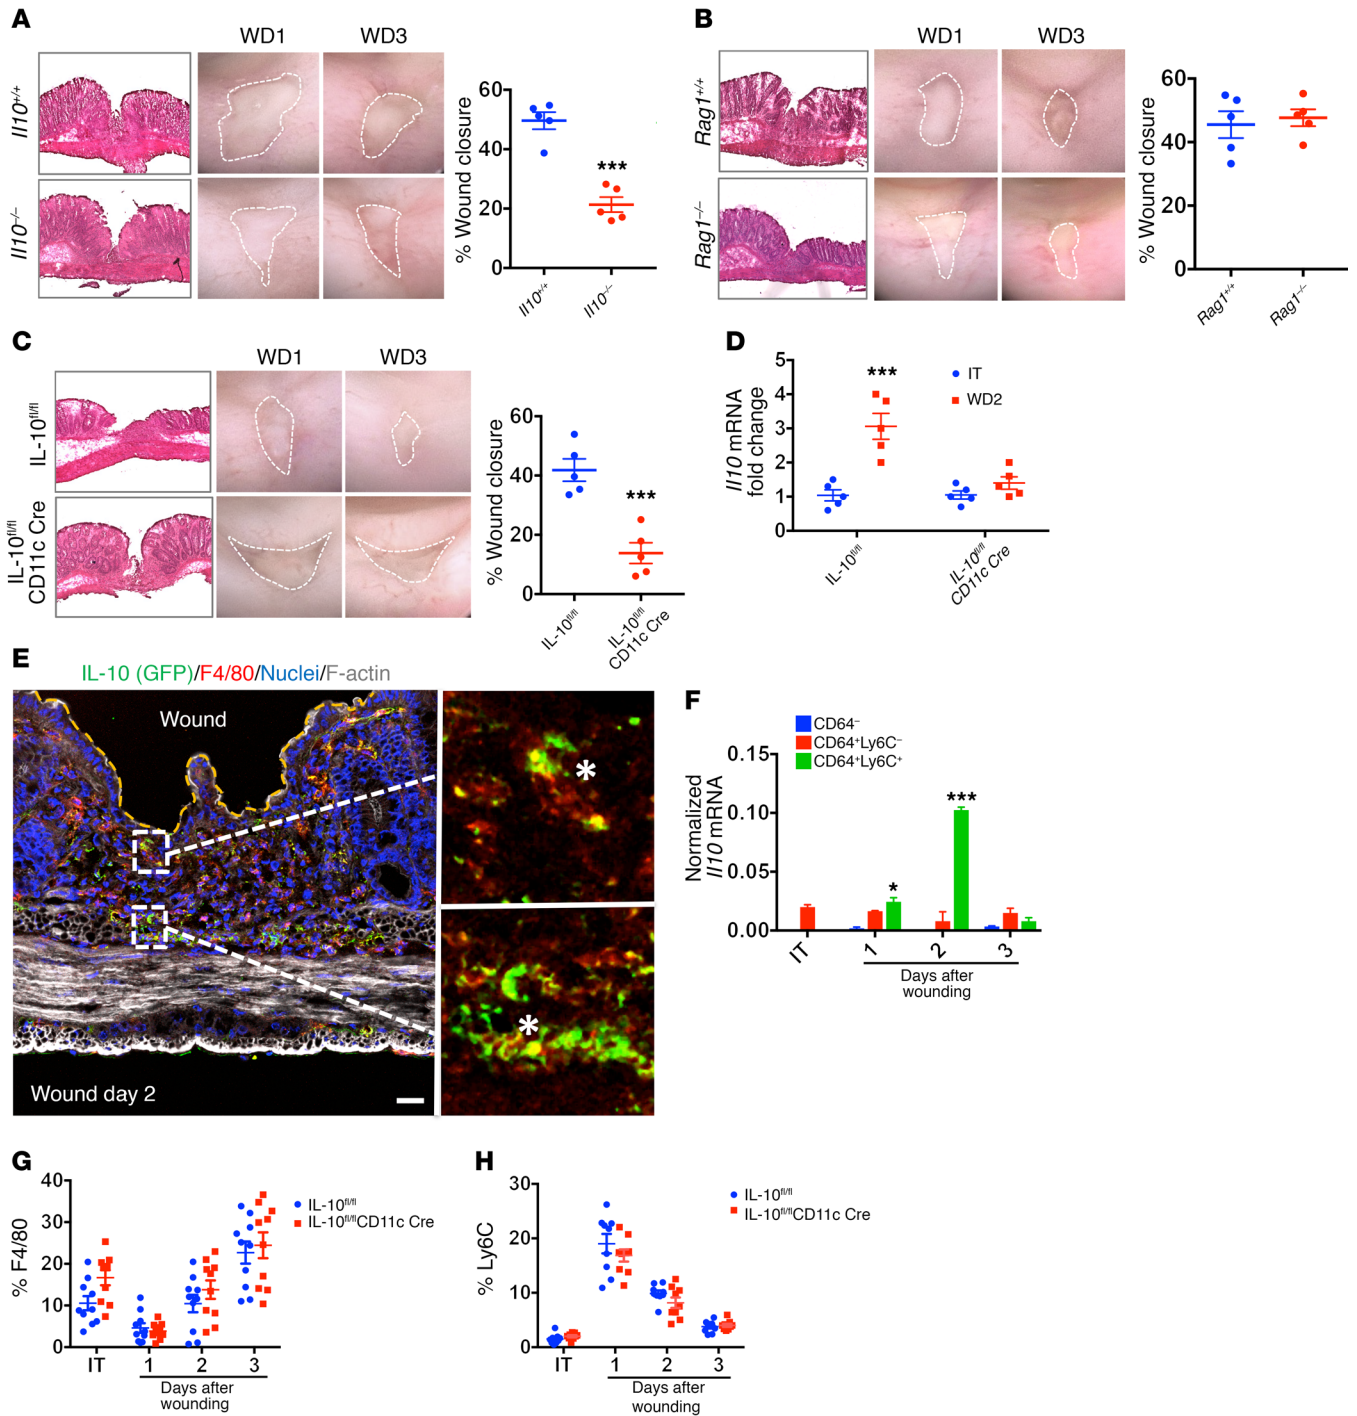 A
WD1
WD3
Il10+/+
Il10−/−
% Wound closure
60
40
20
0
***
Il10+/+
Il10−/−
B
WD1
WD3
Rag1+/+
Rag1−/−
% Wound closure
60
40
20
0
Rag1+/+
Rag1−/−
C
WD1
WD3
IL-10fl/fl
IL-10fl/fl
CD11c Cre
% Wound closure
60
40
20
0
***
IL-10fl/fl
IL-10fl/fl
CD11c Cre
D
Il10 mRNA
fold change
5
4
3
2
1
0
***
IT
WD2
IL-10fl/fl
IL-10fl/fl
CD11c Cre
E
IL-10 (GFP)/F4/80/Nuclei/F-actin
Wound
*
*
Wound day 2
F
CD64−
CD64+Ly6C−
CD64+Ly6C+
Normalized
Il10 mRNA
0.15
0.10
0.05
0.00
*
***
IT
1
2
3
Days after
wounding
G
% F4/80
40
30
20
10
0
IL-10fl/fl
IL-10fl/flCD11c Cre
IT
1
2
3
Days after
wounding
H
% Ly6C
30
20
10
0
IL-10fl/fl
IL-10fl/flCD11c Cre
IT
1
2
3
Days after
wounding